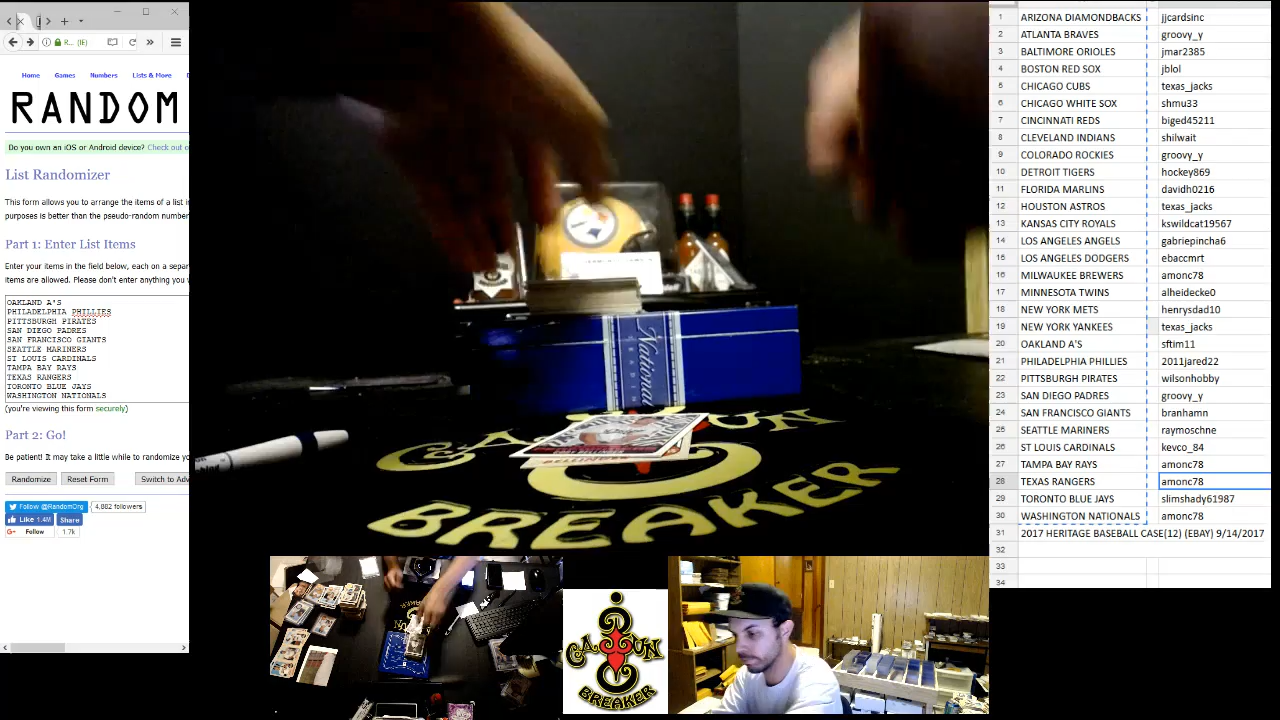 Home Games Numbers Lists & More
RANDOM
Do you own an iOS or Android device? Check out
List Randomizer
This form allows you to arrange the items of a list i
purposes is better than the pseudo-random number
Part 1: Enter List Items
Enter your items in the field below, each on a sepa
items are allowed. Please don't enter anything you
OAKLAND A'S
PHILADELPHIA PHILLIES
PITTSBURGH PIRATES
SAN DIEGO PADRES
SAN FRANCISCO GIANTS
SEATTLE MARINERS
ST LOUIS CARDINALS
TAMPA BAY RAYS
TEXAS RANGERS
TORONTO BLUE JAYS
WASHINGTON NATIONALS
(you're viewing this form securely)
Part 2: Go!
Be patient! It may take a little while to randomize yo
Randomize Reset Form Switch to Adv
Follow @RandomOrg 4,882 followers
Like 1.4M Share
Follow 1.7k
National
CAJUN
BREAKER
BELLINGER
CAJUN
BREAKER
1 ARIZONA DIAMONDBACKS jjcardsinc
2 ATLANTA BRAVES groovy_y
3 BALTIMORE ORIOLES jmar2385
4 BOSTON RED SOX jblol
5 CHICAGO CUBS texas_jacks
6 CHICAGO WHITE SOX shmu33
7 CINCINNATI REDS biged45211
8 CLEVELAND INDIANS shilwait
9 COLORADO ROCKIES groovy_y
10 DETROIT TIGERS hockey869
11 FLORIDA MARLINS davidh0216
12 HOUSTON ASTROS texas_jacks
13 KANSAS CITY ROYALS kswildcat19567
14 LOS ANGELES ANGELS gabriepincha6
15 LOS ANGELES DODGERS ebaccmrt
16 MILWAUKEE BREWERS amonc78
17 MINNESOTA TWINS alheidecke0
18 NEW YORK METS henrysdad10
19 NEW YORK YANKEES texas_jacks
20 OAKLAND A'S sftim11
21 PHILADELPHIA PHILLIES 2011jared22
22 PITTSBURGH PIRATES wilsonhobby
23 SAN DIEGO PADRES groovy_y
24 SAN FRANCISCO GIANTS branhamn
25 SEATTLE MARINERS raymoschne
26 ST LOUIS CARDINALS kevco_84
27 TAMPA BAY RAYS amonc78
28 TEXAS RANGERS amonc78
29 TORONTO BLUE JAYS slimshady61987
30 WASHINGTON NATIONALS amonc78
31 2017 HERITAGE BASEBALL CASE(12) (EBAY) 9/14/2017
32
33
34